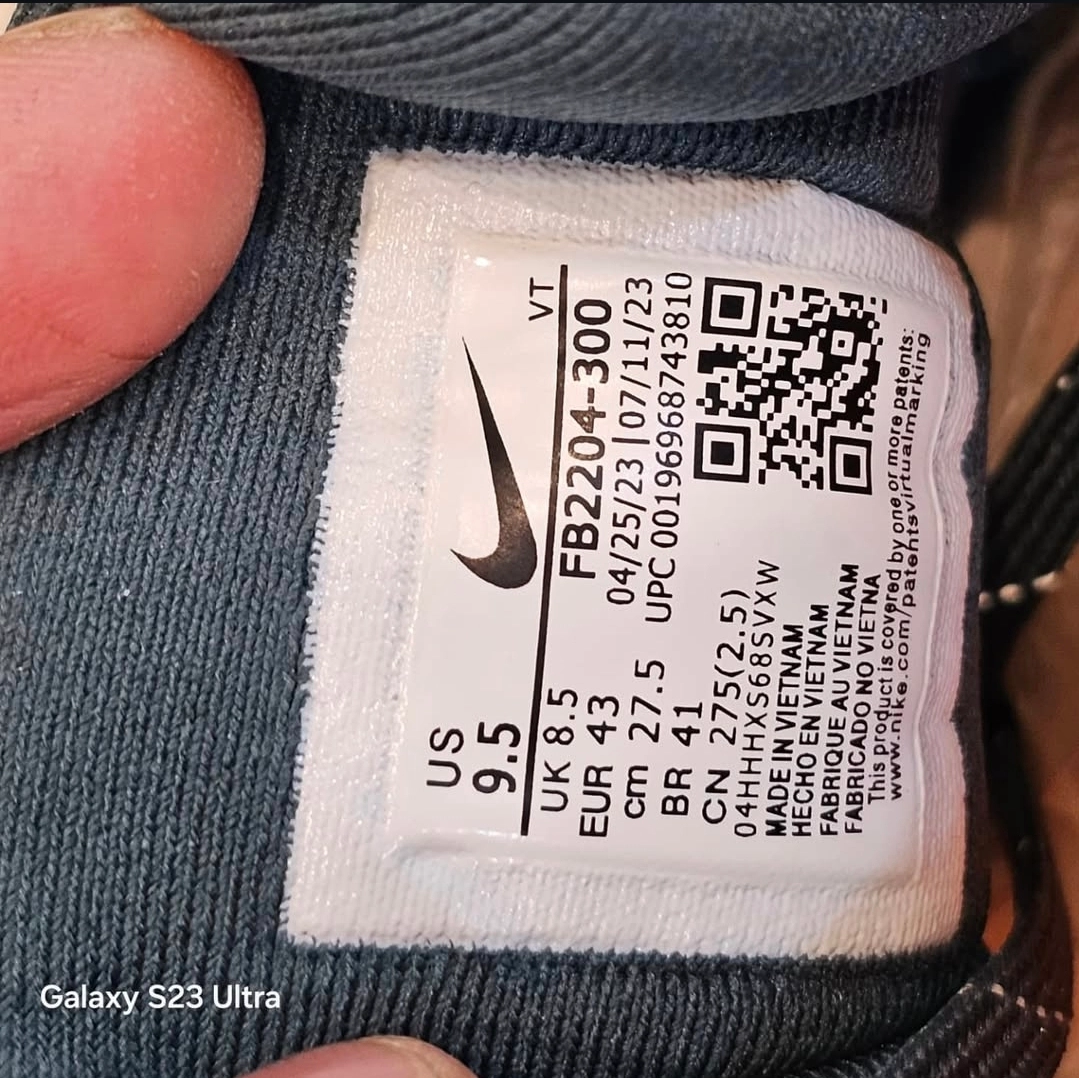 US
9.5
VT
UK 8.5
EUR 43
cm 27.5
BR 41
CN 275(2.5)
FB2204-300
04/25/23 | 07/11/23
UPC 00196968743810
04HHHXS68SVXW
MADE IN VIETNAM
HECHO EN VIETNAM
FABRIQUE AU VIETNAM
FABRICADO NO VIETNA
This product is covered by one or more patents:
www.nike.com/patentsvirtualmarking
Galaxy S23 Ultra